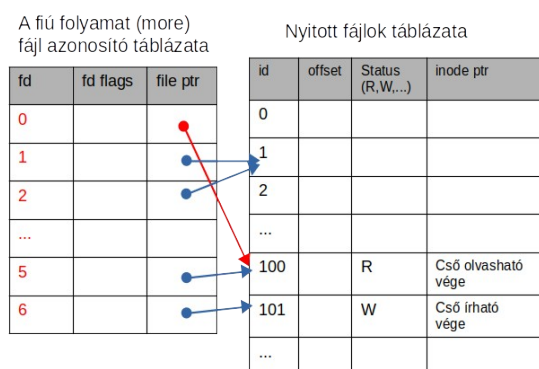 A fiú folyamat (more)
fájl azonosító táblázata
fd fd flags file ptr
0
1
2
...
5
6
Nyitott fájlok táblázata
id offset Status (R,W,...) inode ptr
0
1
2
...
100 R Cső olvasható vége
101 W Cső írható vége
...